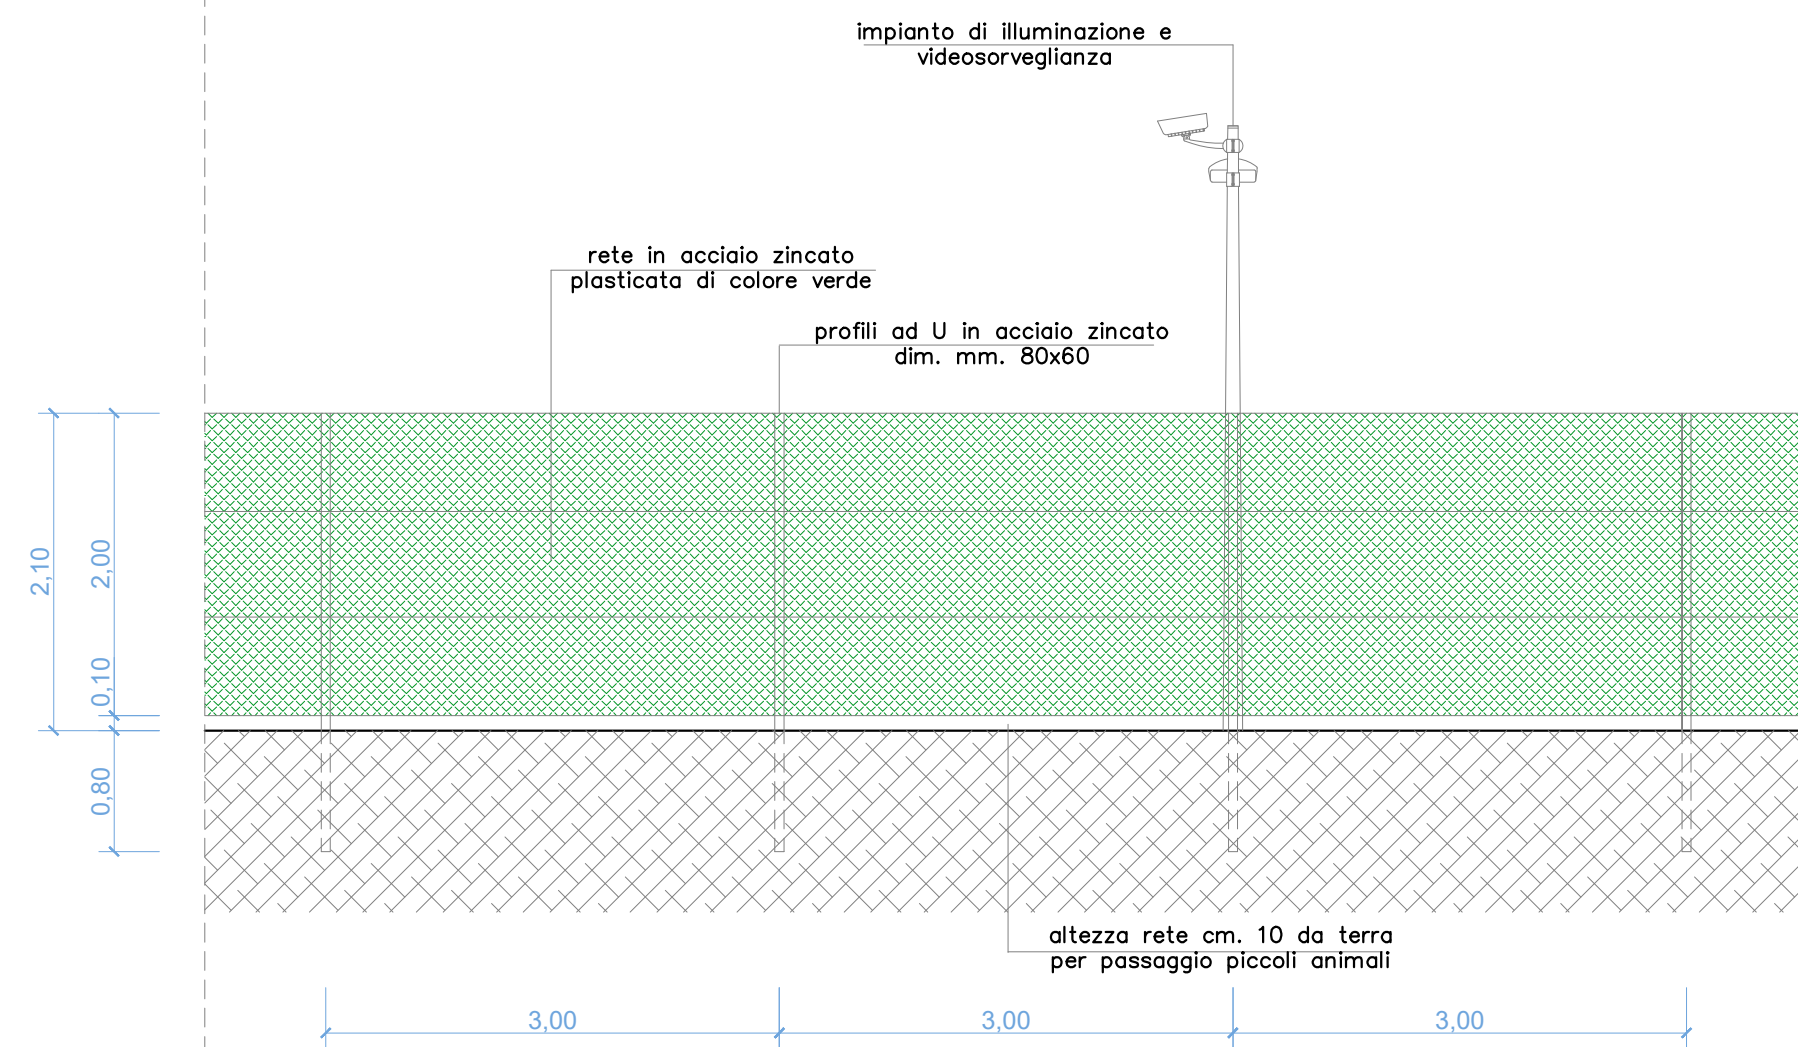 impianto di illuminazione e
videosorveglianza
rete in acciaio zincato
plasticata di colore verde
profili ad U in acciaio zincato
dim. mm. 80x60
2,10
2,00
0,10
0,80
altezza rete cm. 10 da terra
per passaggio piccoli animali
3,00
3,00
3,00